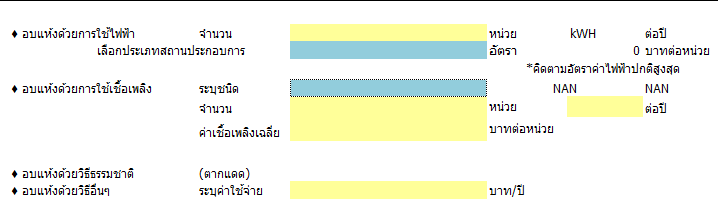 ♦ อบแห้งด้วยการใช้ไฟฟ้า จำนวน หน่วย kWH ต่อปี
เลือกประเภทสถานประกอบการ อัตรา 0 บาทต่อหน่วย
*คิดตามอัตราค่าไฟฟ้าปกติสูงสุด
♦ อบแห้งด้วยการใช้เชื้อเพลิง ระบุชนิด NAN NAN
จำนวน หน่วย ต่อปี
ค่าเชื้อเพลิงเฉลี่ย บาทต่อหน่วย
♦ อบแห้งด้วยวิธีธรรมชาติ (ตากแดด)
♦ อบแห้งด้วยวิธีอื่นๆ ระบุค่าใช้จ่าย บาท/ปี